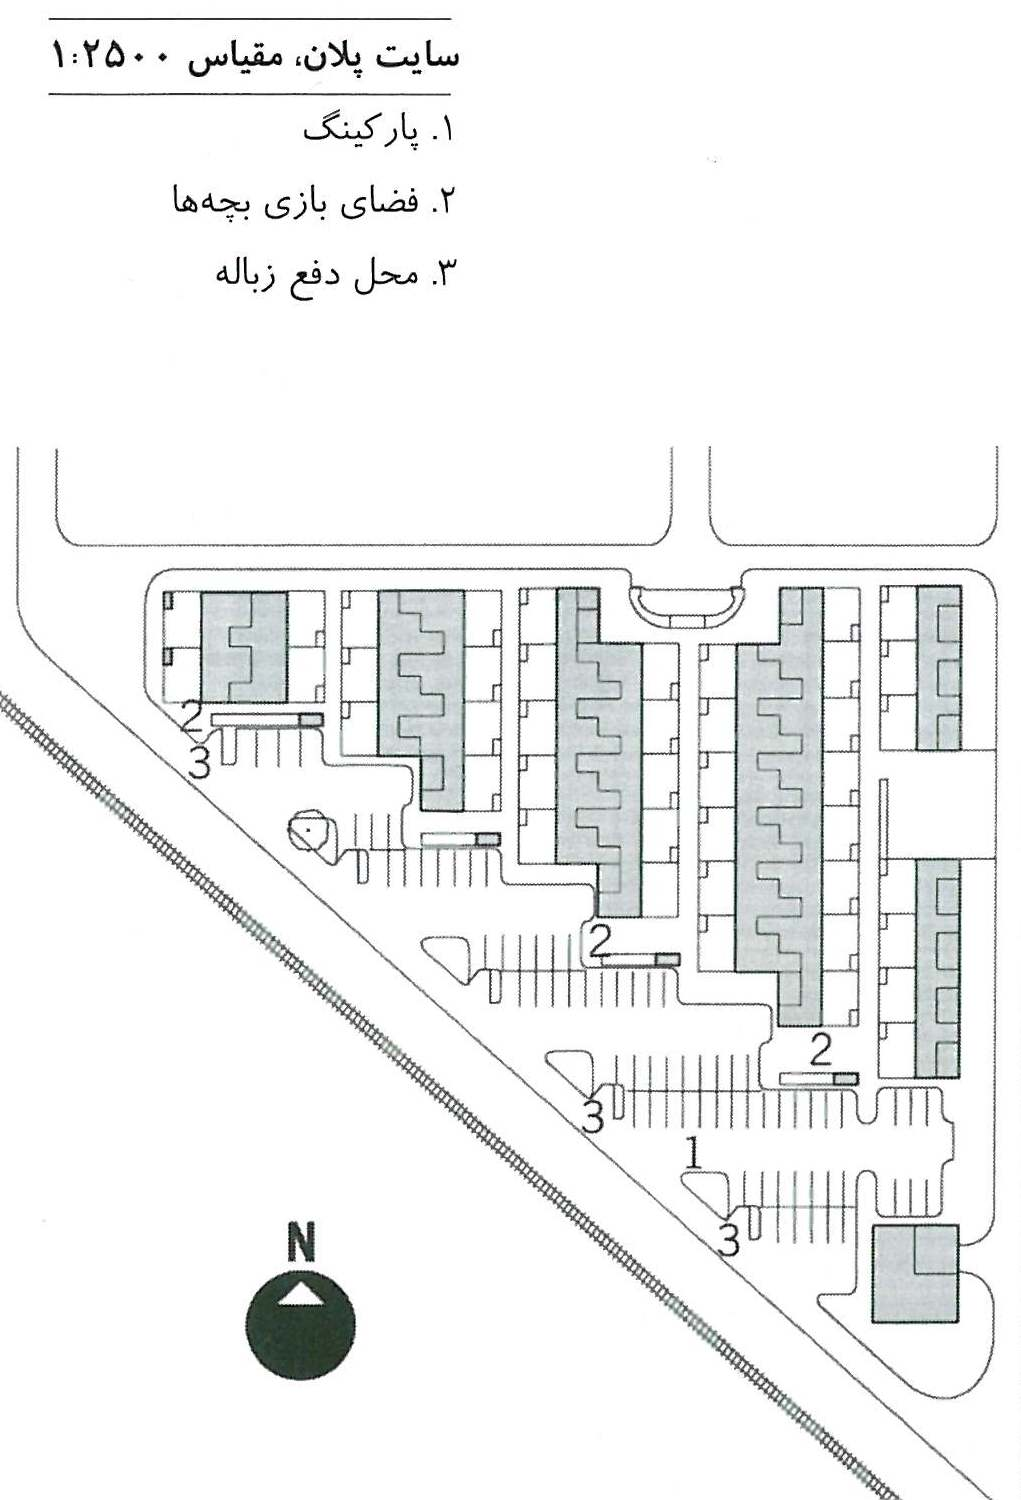 سایت پلان، مقیاس ۱:۲۵۰۰
۱. پارکینگ
۲. فضای بازی بچه‌ها
۳. محل دفع زباله
2
3
2
2
3
1
3
N